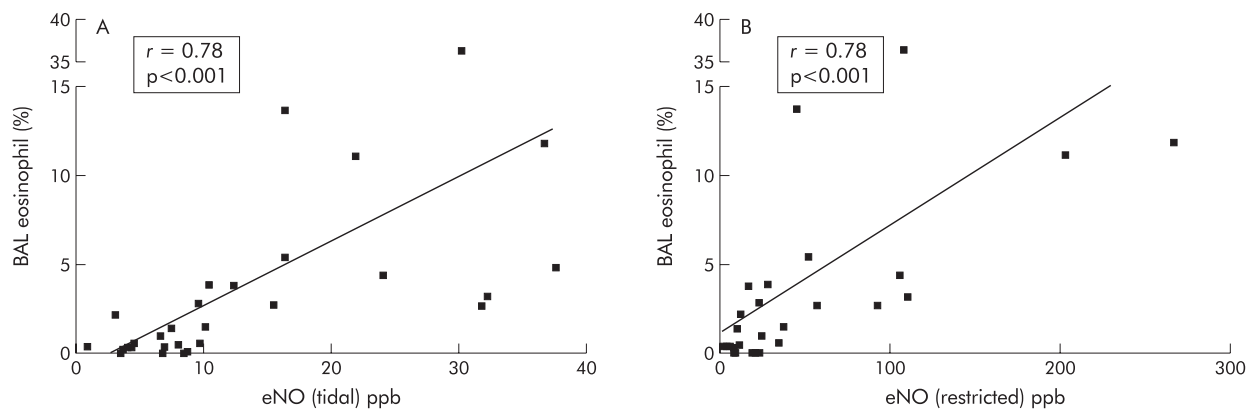 A
r = 0.78
p<0.001
40
35
15
10
5
0
BAL eosinophil (%)
0 10 20 30 40
eNO (tidal) ppb
B
r = 0.78
p<0.001
40
35
15
10
5
0
BAL eosinophil (%)
0 100 200 300
eNO (restricted) ppb